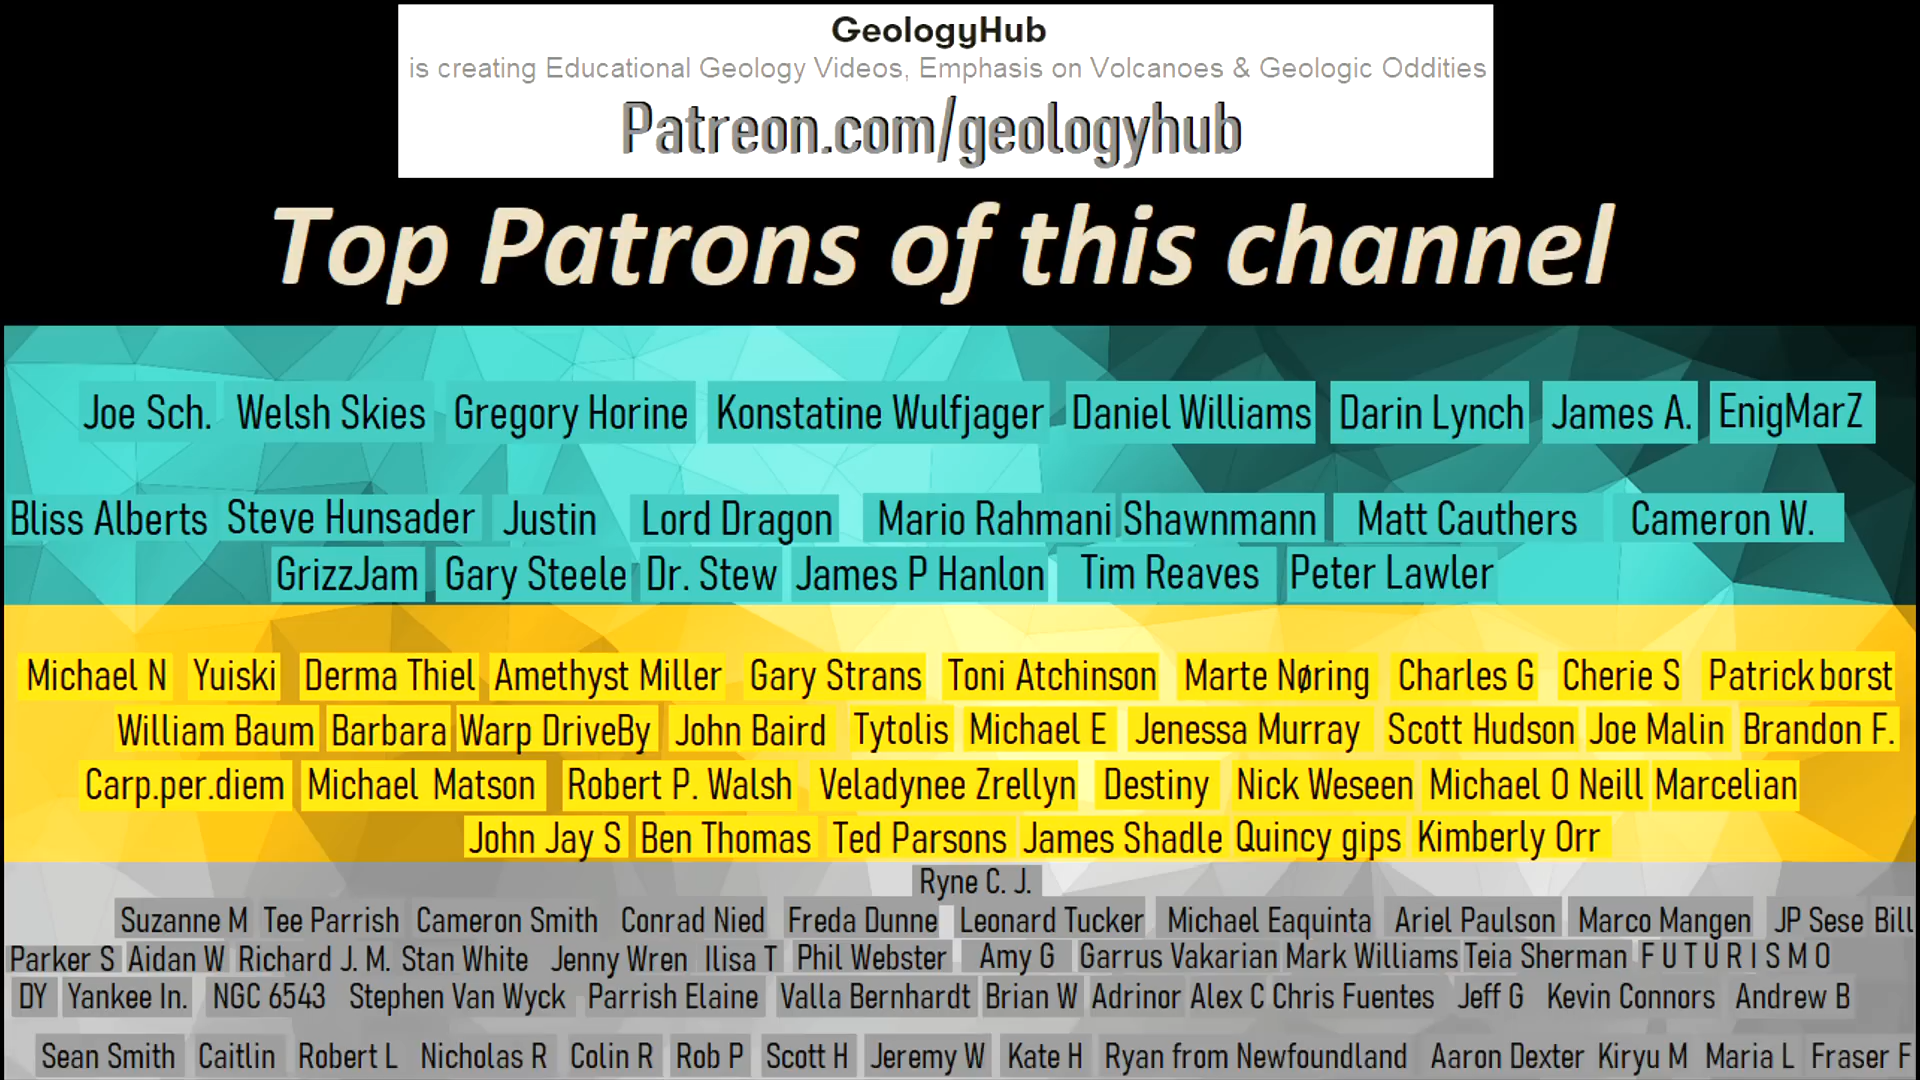 GeologyHub
is creating Educational Geology Videos, Emphasis on Volcanoes & Geologic Oddities
Patreon.com/geologyhub
Top Patrons of this channel
Joe Sch. Welsh Skies Gregory Horine Konstatine Wulfjager Daniel Williams Darin Lynch James A. EnigMarZ
Bliss Alberts Steve Hunsader Justin Lord Dragon Mario Rahmani Shawnmann Matt Cauthers Cameron W.
GrizzJam Gary Steele Dr. Stew James P Hanlon Tim Reaves Peter Lawler
Michael N Yuiski Derma Thiel Amethyst Miller Gary Strans Toni Atchinson Marte Nøring Charles G Cherie S Patrick borst
William Baum Barbara Warp DriveBy John Baird Tytolis Michael E Jenessa Murray Scott Hudson Joe Malin Brandon F.
Carp.per.diem Michael Matson Robert P. Walsh Veladynee Zrellyn Destiny Nick Weseen Michael O Neill Marcelian
John Jay S Ben Thomas Ted Parsons James Shadle Quincy gips Kimberly Orr
Ryne C. J.
Suzanne M Tee Parrish Cameron Smith Conrad Nied Freda Dunne Leonard Tucker Michael Eaquinta Ariel Paulson Marco Mangen JP Sese Bill
Parker S Aidan W Richard J. M. Stan White Jenny Wren Ilisa T Phil Webster Amy G Garrus Vakarian Mark Williams Teia Sherman F U T U R I S M O
DY Yankee In. NGC 6543 Stephen Van Wyck Parrish Elaine Valla Bernhardt Brian W Adrinor Alex C Chris Fuentes Jeff G Kevin Connors Andrew B
Sean Smith Caitlin Robert L Nicholas R Colin R Rob P Scott H Jeremy W Kate H Ryan from Newfoundland Aaron Dexter Kiryu M Maria L Fraser F